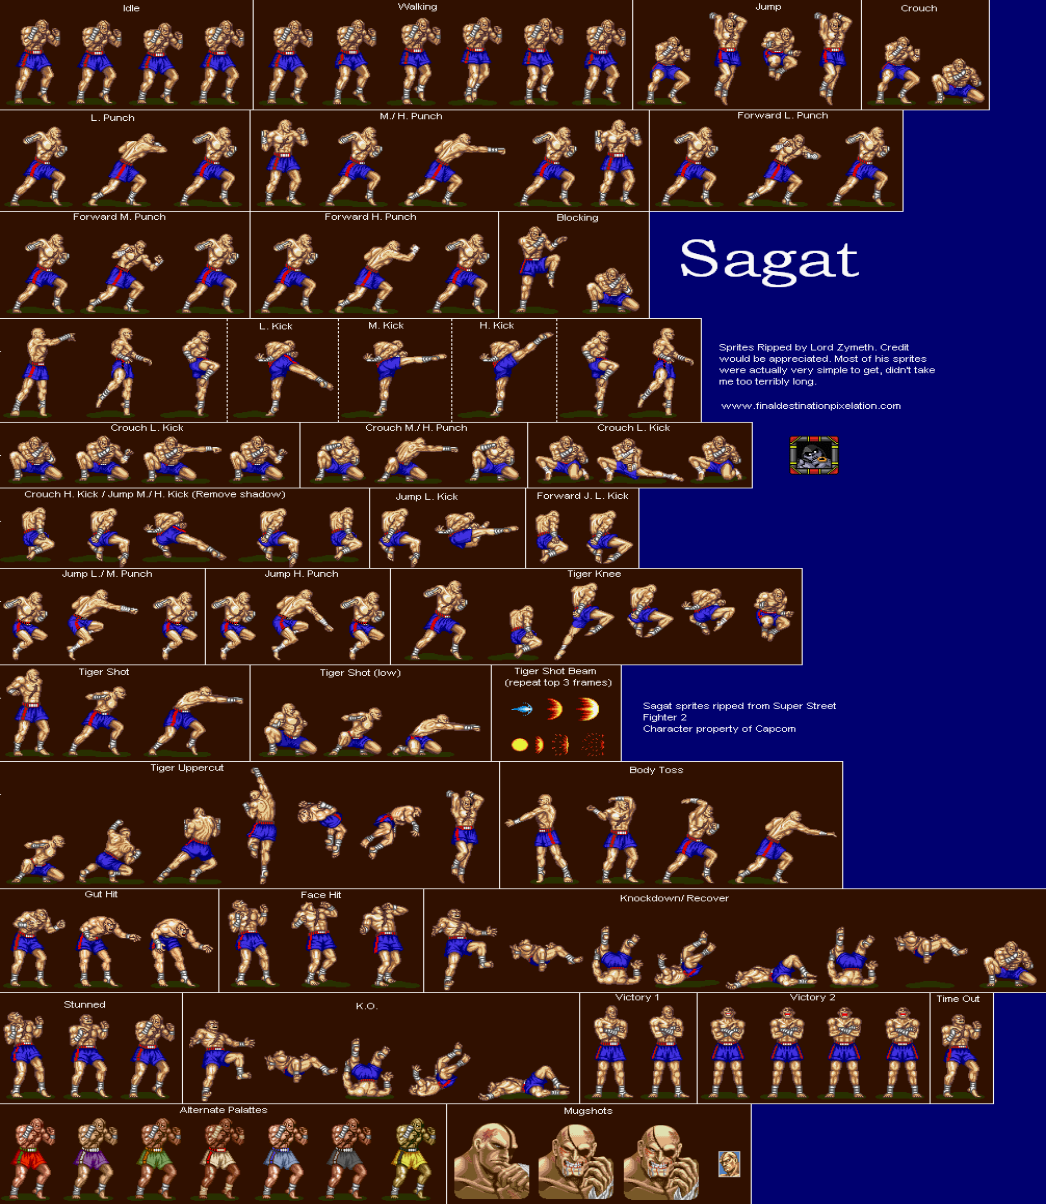 Idle
Walking
Jump
Crouch
L. Punch
M./ H. Punch
Forward L. Punch
Forward M. Punch
Forward H. Punch
Blocking
Sagat
L. Kick
M. Kick
H. Kick
Sprites Ripped by Lord Zymeth. Credit
would be appreciated. Most of his sprites
were actually very simple to get, didn't take
me too terribly long.
www.finaldestinationpixelation.com
Crouch L. Kick
Crouch M./ H. Punch
Crouch L. Kick
Crouch H. Kick / Jump M./ H. Kick (Remove shadow)
Jump L. Kick
Forward J. L. Kick
Jump L./ M. Punch
Jump H. Punch
Tiger Knee
Tiger Shot
Tiger Shot (low)
Tiger Shot Beam
(repeat top 3 frames)
Sagat sprites ripped from Super Street
Fighter 2
Character property of Capcom
Tiger Uppercut
Body Toss
Gut Hit
Face Hit
Knockdown/ Recover
Stunned
K.O.
Victory 1
Victory 2
Time Out
Alternate Palattes
Mugshots